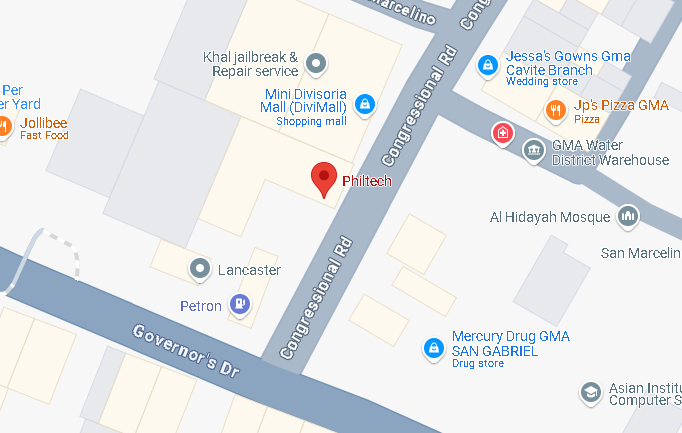 Marcelino
Congressional Rd
Khal jailbreak &
Repair service
Jessa's Gowns Gma
Cavite Branch
Wedding store
Per
er Yard
Mini Divisoria
Mall (DiviMall)
Shopping mall
Jp's Pizza GMA
Pizza
Jollibee
Fast Food
GMA Water
District Warehouse
Philtech
Al Hidayah Mosque
San Marcelin
Lancaster
Congressional Rd
Petron
Governor's Dr
Mercury Drug GMA
SAN GABRIEL
Drug store
Asian Institu
Computer S